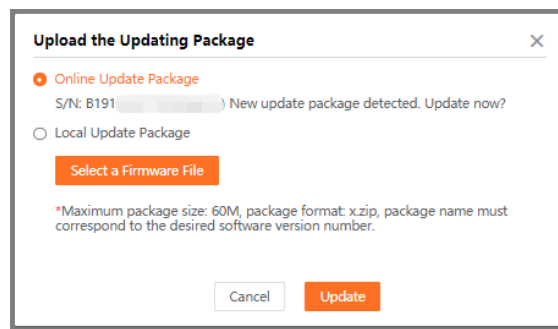 Upload the Updating Package
Online Update Package
S/N: B191 ) New update package detected. Update now?
Local Update Package
Select a Firmware File
*Maximum package size: 60M, package format: x.zip, package name must
correspond to the desired software version number.
Cancel Update